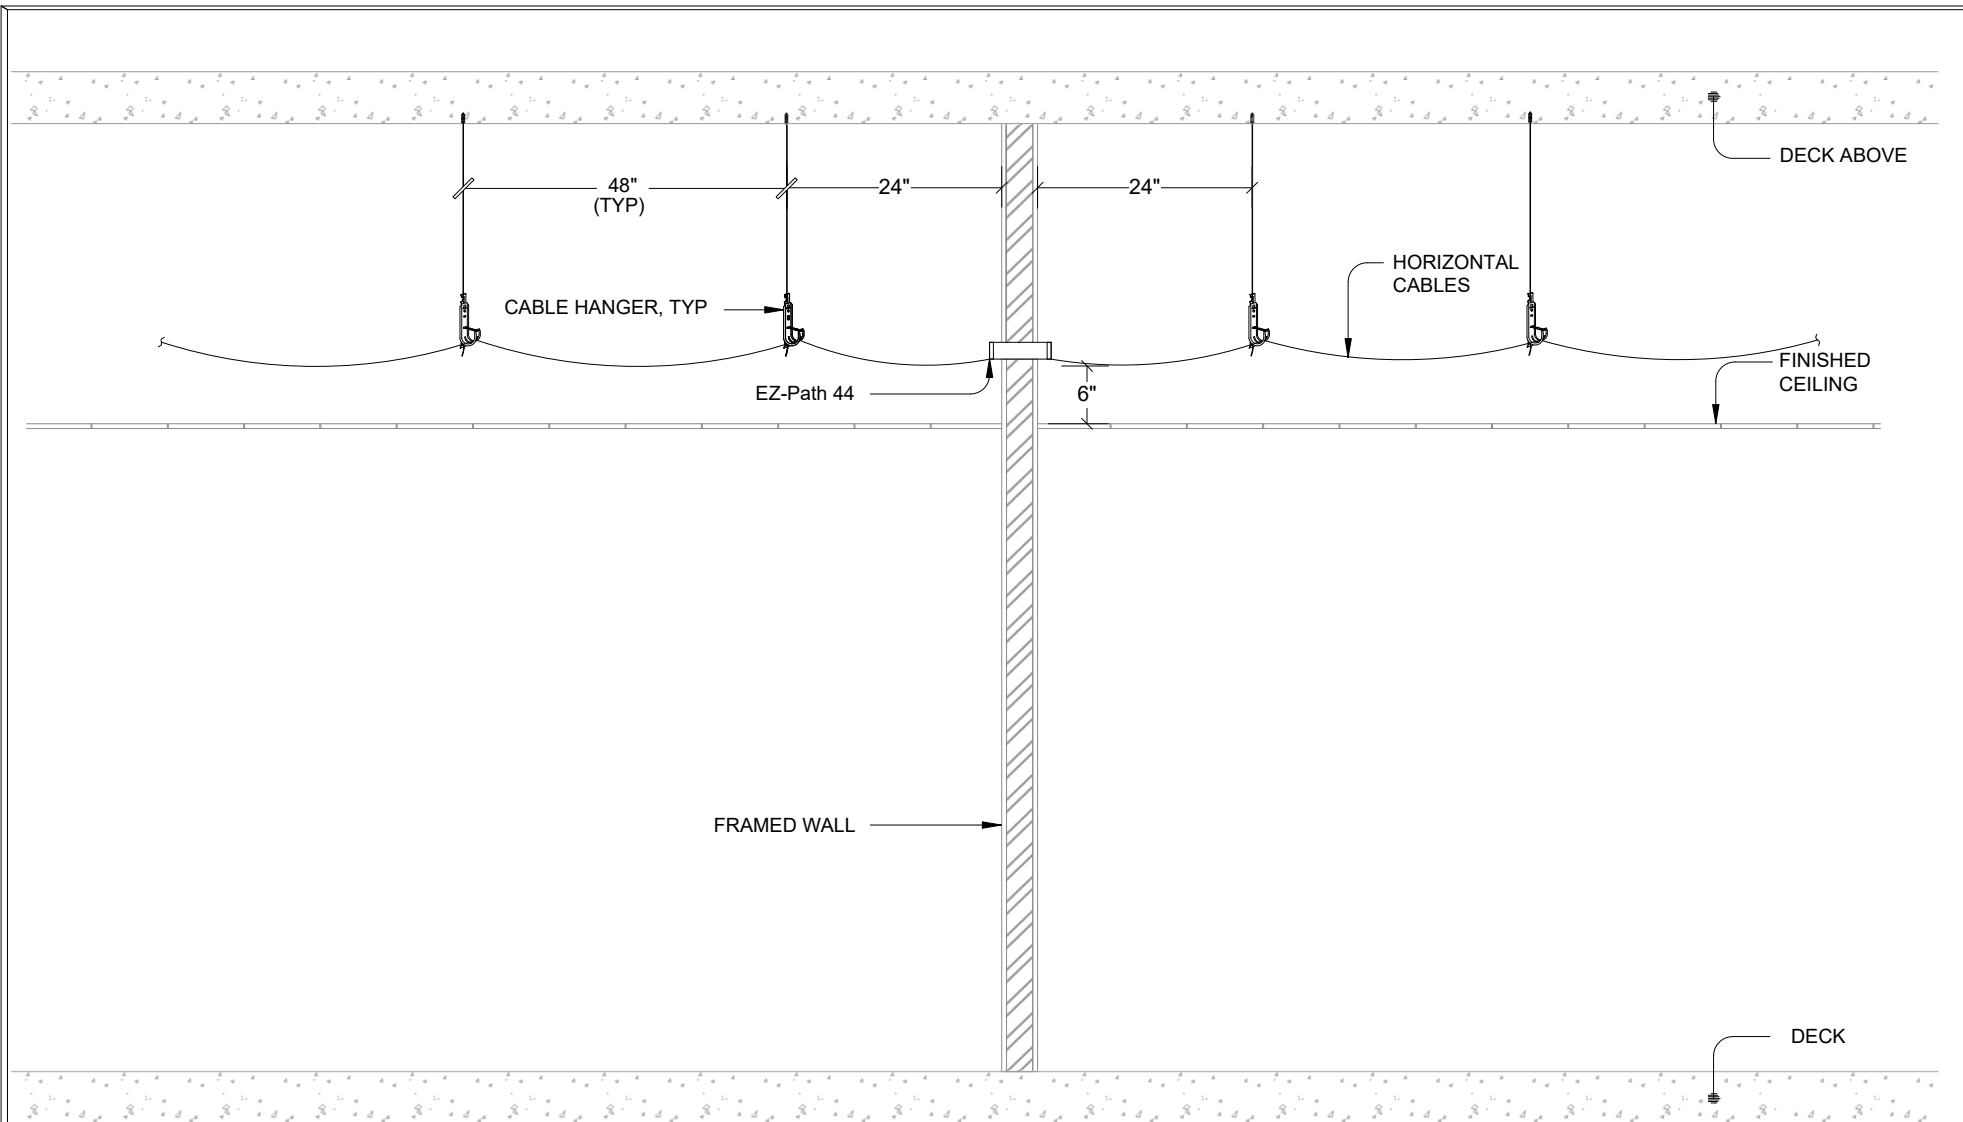 DECK ABOVE
48"
(TYP)
24"
24"
HORIZONTAL
CABLES
CABLE HANGER, TYP
FINISHED
CEILING
EZ-Path 44
6"
FRAMED WALL
DECK